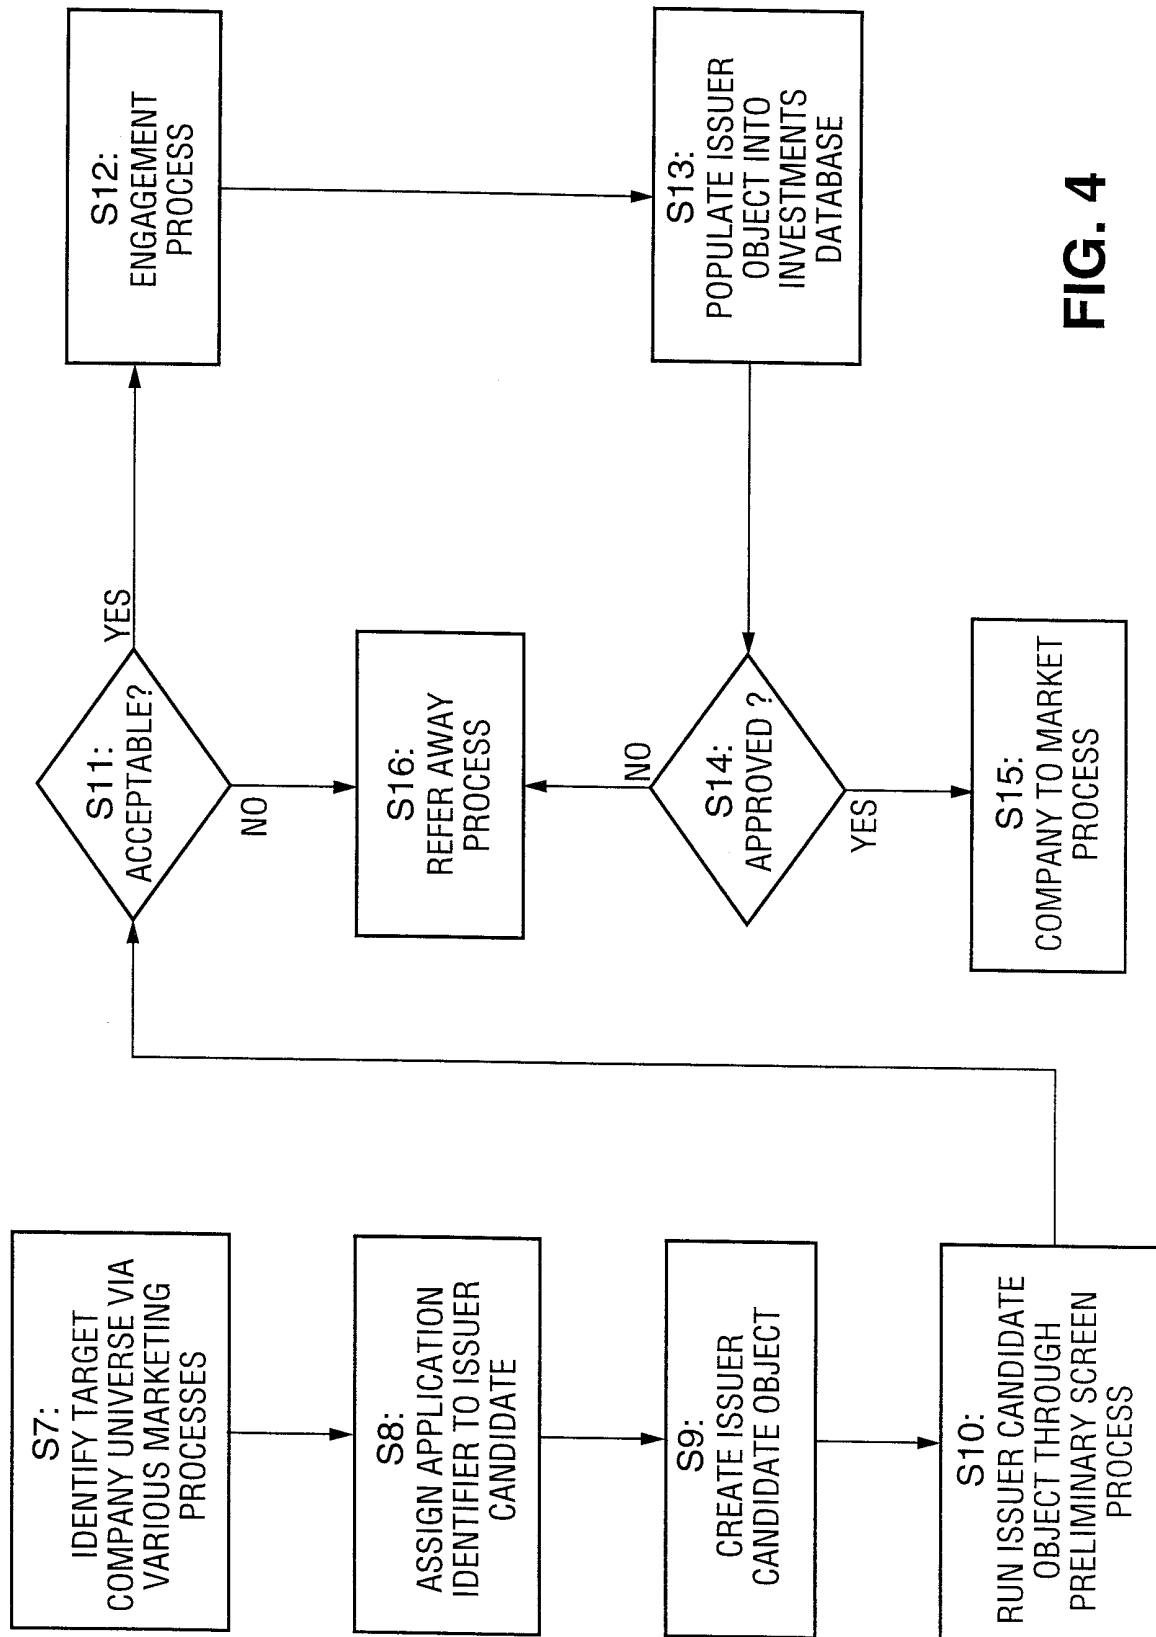 S7:
IDENTIFY TARGET
COMPANY UNIVERSE VIA
VARIOUS MARKETING
PROCESSES
S8:
ASSIGN APPLICATION
IDENTIFIER TO ISSUER
CANDIDATE
S9:
CREATE ISSUER
CANDIDATE OBJECT
S10:
RUN ISSUER CANDIDATE
OBJECT THROUGH
PRELIMINARY SCREEN
PROCESS
S11:
ACCEPTABLE?
YES
NO
S12:
ENGAGEMENT
PROCESS
S16:
REFER AWAY
PROCESS
S13:
POPULATE ISSUER
OBJECT INTO
INVESTMENTS
DATABASE
NO
S14:
APPROVED ?
YES
S15:
COMPANY TO MARKET
PROCESS
FIG. 4